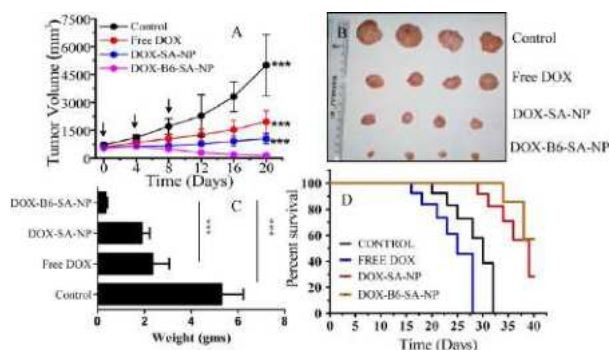 Tumor Volume (mm³)
7500
6000
4500
3000
1500
0
Control
Free DOX
DOX-SA-NP
DOX-B6-SA-NP
A
***
***
***
0 4 8 12 16 20
Time (Days)
B
Control
Free DOX
DOX-SA-NP
DOX-B6-SA-NP
DOX-B6-SA-NP
DOX-SA-NP
Free DOX
Control
C
***
***
0 2 4 6 8
Weight (gms)
Percent survival
100
80
60
40
20
0
D
CONTROL
FREE DOX
DOX-SA-NP
DOX-B6-SA-NP
0 5 10 15 20 25 30 35 40
Time (Days)